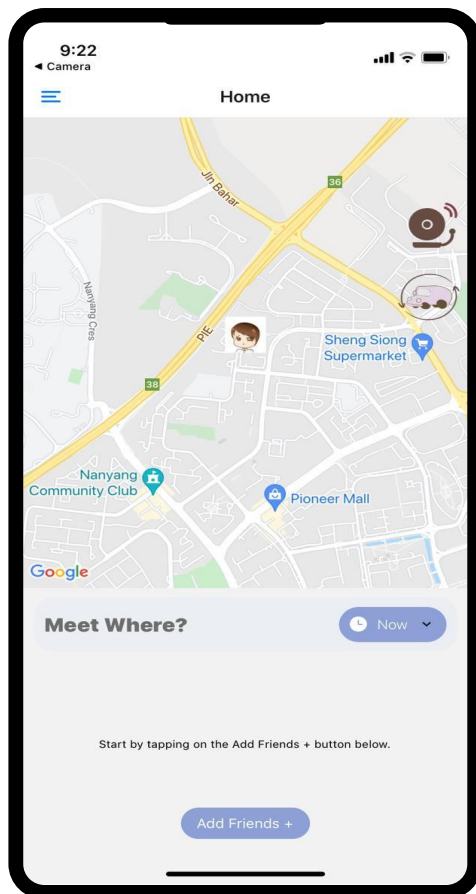 9:22
◀ Camera
Home
Jln Bahar
36
Nanyang Cres
PIE
Sheng Siong
Supermarket
38
Nanyang
Community Club
Pioneer Mall
Google
Meet Where?
Now
Start by tapping on the Add Friends + button below.
Add Friends +